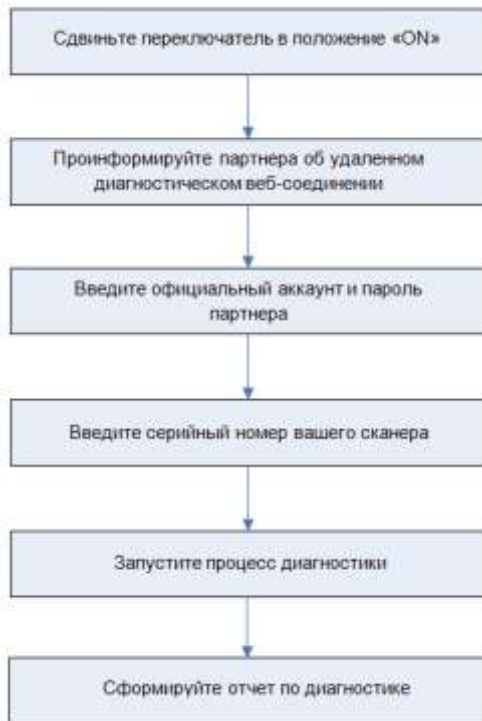 Сдвиньте переключатель в положение «ON»
Проинформируйте партнера об удаленном
диагностическом веб-соединении
Введите официальный аккаунт и пароль
партнера
Введите серийный номер вашего сканера
Запустите процесс диагностики
Сформируйте отчет по диагностике